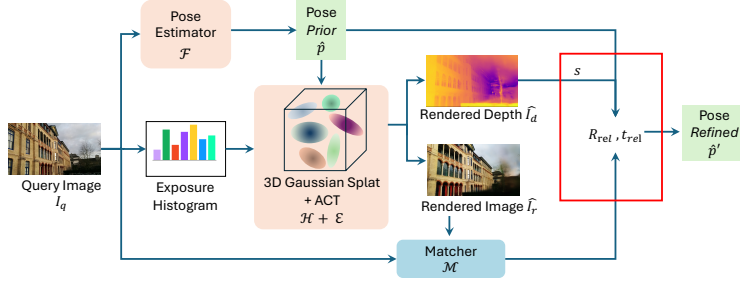 Pose
Estimator
ℱ
Pose
Prior
p̂
Query Image
I_q
Exposure
Histogram
3D Gaussian Splat
+ ACT
ℋ + ℰ
Rendered Depth Î_d
Rendered Image Î_r
Matcher
ℳ
s
R_rel , t_rel
Pose
Refined
p̂′